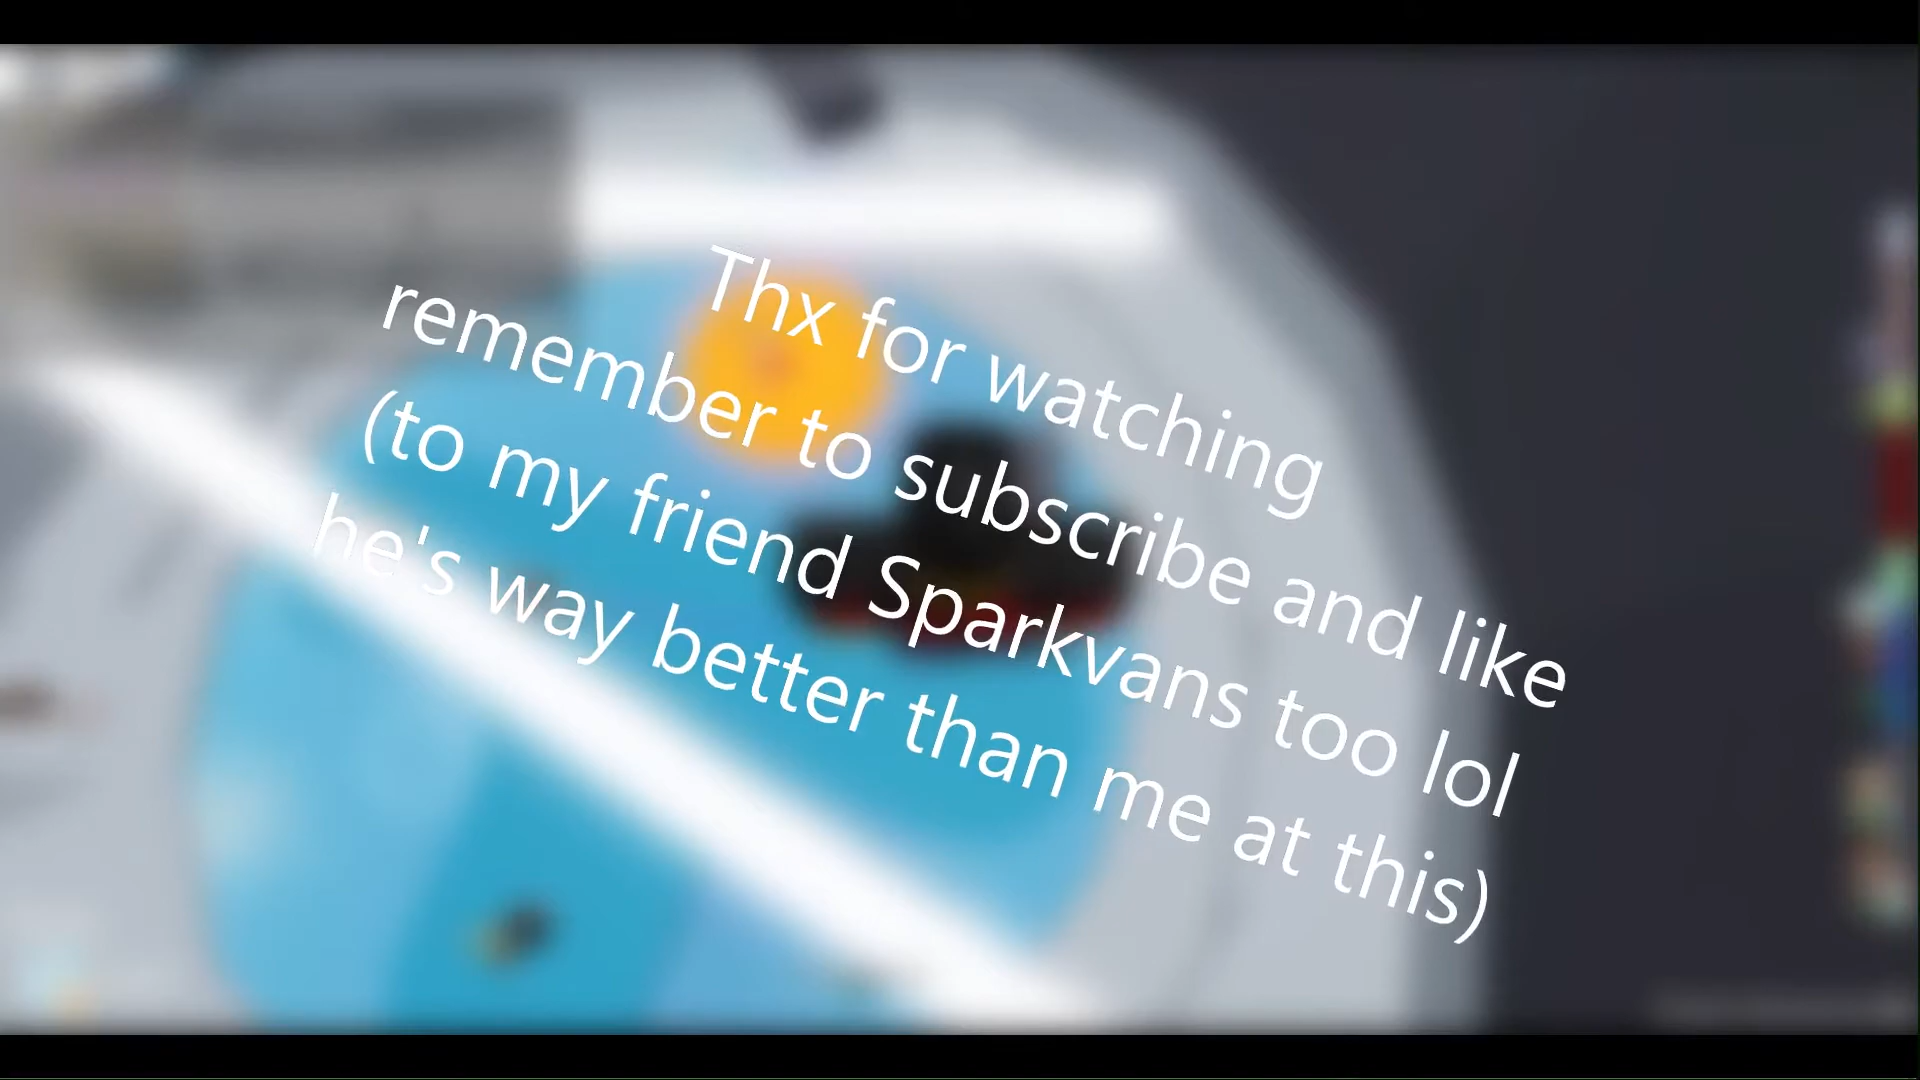 Thx for watching
remember to subscribe and like
(to my friend Sparkvans too lol
he's way better than me at this)